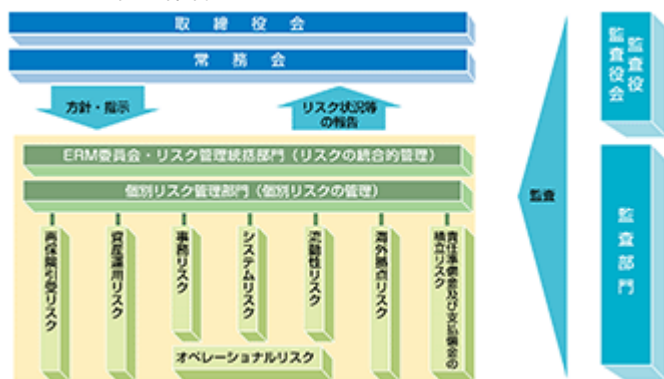 取締役会
常務会
方針・指示
リスク状況等
の報告
ERM委員会・リスク管理統括部門（リスクの統合的管理）
個別リスク管理部門（個別リスクの管理）
再保険引受リスク
資産運用リスク
事務リスク
システムリスク
流動性リスク
海外拠点リスク
責任準備金及び支払備金の
積立リスク
オペレーショナルリスク
監査
監査役
監査役会
監査部門